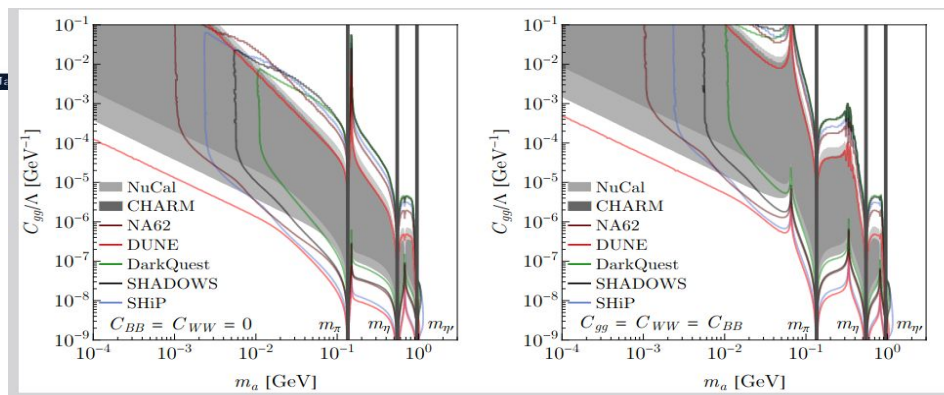 10⁻¹
10⁻²
10⁻³
10⁻⁴
10⁻⁵
10⁻⁶
10⁻⁷
10⁻⁸
10⁻⁹
C_gg/Λ [GeV⁻¹]
NuCal
CHARM
NA62
DUNE
DarkQuest
SHADOWS
SHiP
C_BB = C_WW = 0
m_π
m_η
m_η′
10⁻⁴ 10⁻³ 10⁻² 10⁻¹ 10⁰
m_a [GeV]
10⁻¹
10⁻²
10⁻³
10⁻⁴
10⁻⁵
10⁻⁶
10⁻⁷
10⁻⁸
10⁻⁹
C_gg/Λ [GeV⁻¹]
NuCal
CHARM
NA62
DUNE
DarkQuest
SHADOWS
SHiP
C_gg = C_WW = C_BB
m_π
m_η
m_η′
10⁻⁴ 10⁻³ 10⁻² 10⁻¹ 10⁰
m_a [GeV]